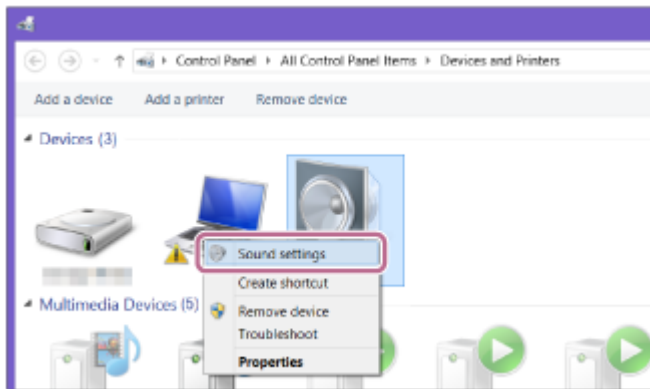 Control Panel All Control Panel Items Devices and Printers
Add a device Add a printer Remove device
Devices (3)
Sound settings
Create shortcut
Multimedia Devices (5)
Remove device
Troubleshoot
Properties